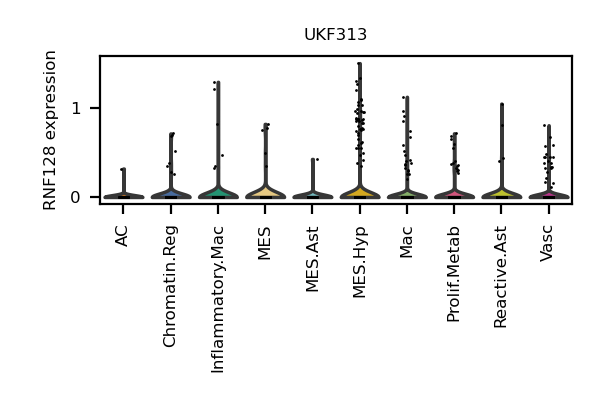 UKF313
RNF128 expression
1
0
AC
Chromatin.Reg
Inflammatory.Mac
MES
MES.Ast
MES.Hyp
Mac
Prolif.Metab
Reactive.Ast
Vasc